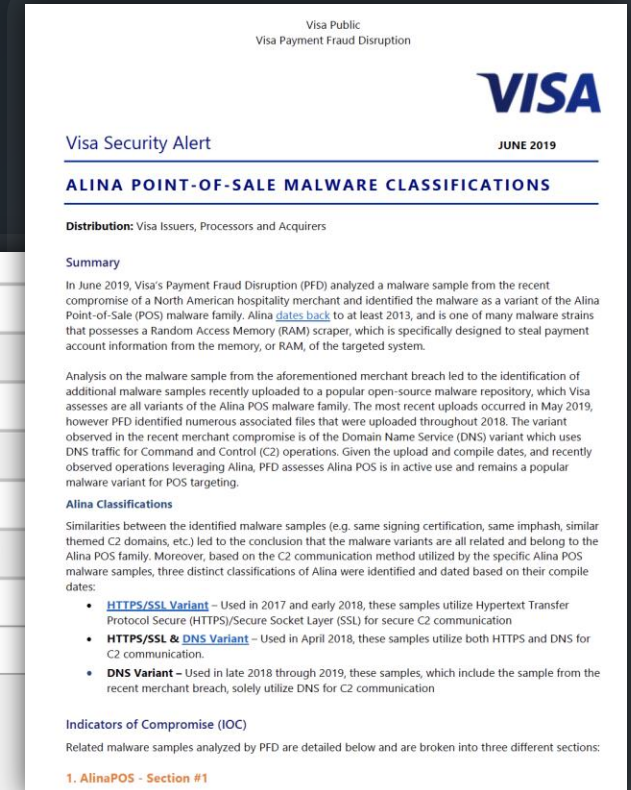 Visa Public
Visa Payment Fraud Disruption
VISA
Visa Security Alert
JUNE 2019
ALINA POINT-OF-SALE MALWARE CLASSIFICATIONS
Distribution: Visa Issuers, Processors and Acquirers
Summary
In June 2019, Visa's Payment Fraud Disruption (PFD) analyzed a malware sample from the recent
compromise of a North American hospitality merchant and identified the malware as a variant of the Alina
Point-of-Sale (POS) malware family. Alina dates back to at least 2013, and is one of many malware strains
that possesses a Random Access Memory (RAM) scraper, which is specifically designed to steal payment
account information from the memory, or RAM, of the targeted system.
Analysis on the malware sample from the aforementioned merchant breach led to the identification of
additional malware samples recently uploaded to a popular open-source malware repository, which Visa
assesses are all variants of the Alina POS malware family. The most recent uploads occurred in May 2019,
however PFD identified numerous associated files that were uploaded throughout 2018. The variant
observed in the recent merchant compromise is of the Domain Name Service (DNS) variant which uses
DNS traffic for Command and Control (C2) operations. Given the upload and compile dates, and recently
observed operations leveraging Alina, PFD assesses Alina POS is in active use and remains a popular
malware variant for POS targeting.
Alina Classifications
Similarities between the identified malware samples (e.g. same signing certification, same imphash, similar
themed C2 domains, etc.) led to the conclusion that the malware variants are all related and belong to the
Alina POS family. Moreover, based on the C2 communication method utilized by the specific Alina POS
malware samples, three distinct classifications of Alina were identified and dated based on their compile
dates:
• HTTPS/SSL Variant – Used in 2017 and early 2018, these samples utilize Hypertext Transfer
Protocol Secure (HTTPS)/Secure Socket Layer (SSL) for secure C2 communication
• HTTPS/SSL & DNS Variant – Used in April 2018, these samples utilize both HTTPS and DNS for
C2 communication.
• DNS Variant – Used in late 2018 through 2019, these samples, which include the sample from the
recent merchant breach, solely utilize DNS for C2 communication
Indicators of Compromise (IOC)
Related malware samples analyzed by PFD are detailed below and are broken into three different sections:
1. AlinaPOS - Section #1